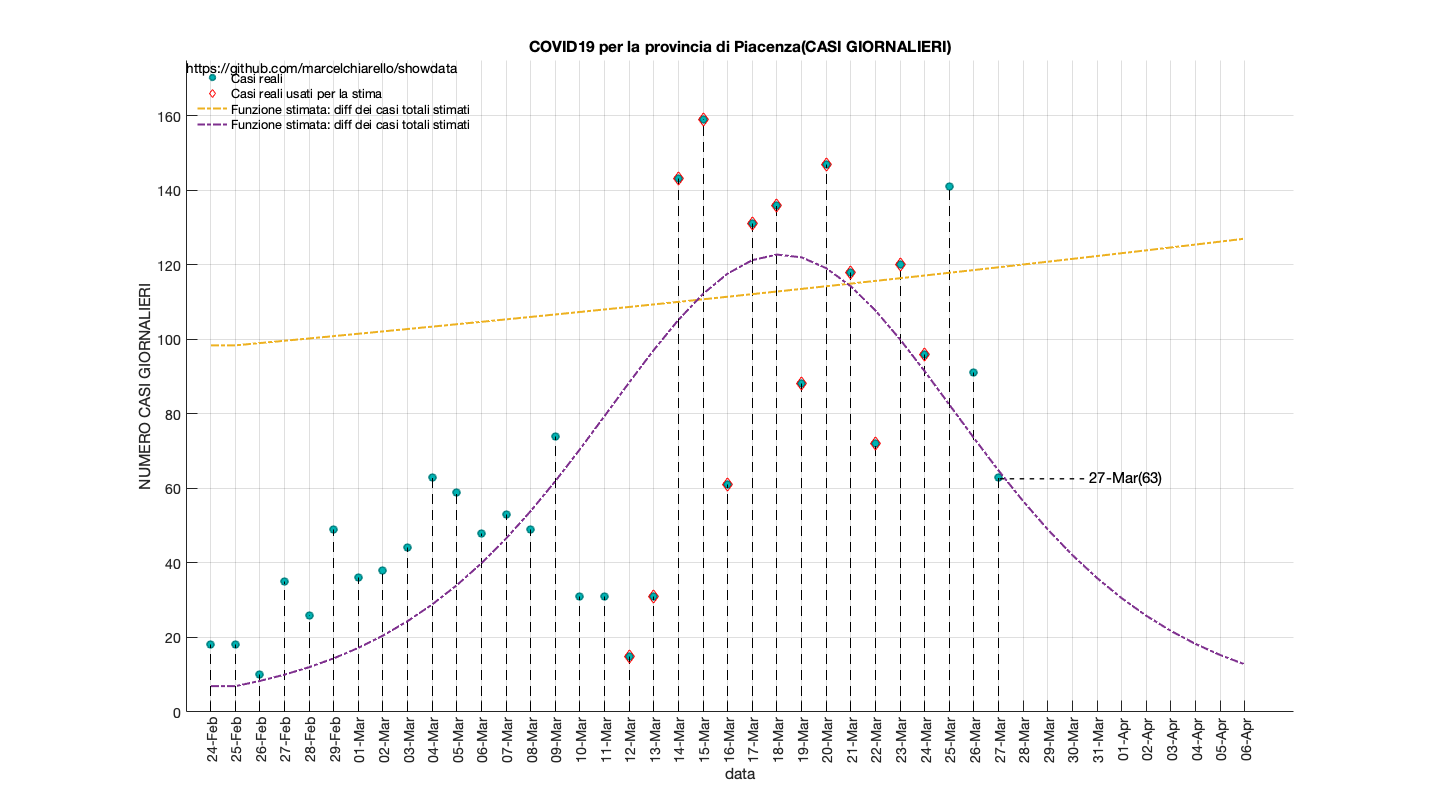 COVID19 per la provincia di Piacenza(CASI GIORNALIERI)
https://github.com/marcelchiarello/showdata
Casi reali
Casi reali usati per la stima
Funzione stimata: diff dei casi totali stimati
Funzione stimata: diff dei casi totali stimati
NUMERO CASI GIORNALIERI
160
140
120
100
80
60
40
20
0
27-Mar(63)
24-Feb
25-Feb
26-Feb
27-Feb
28-Feb
29-Feb
01-Mar
02-Mar
03-Mar
04-Mar
05-Mar
06-Mar
07-Mar
08-Mar
09-Mar
10-Mar
11-Mar
12-Mar
13-Mar
14-Mar
15-Mar
16-Mar
17-Mar
18-Mar
19-Mar
20-Mar
21-Mar
22-Mar
23-Mar
24-Mar
25-Mar
26-Mar
27-Mar
28-Mar
29-Mar
30-Mar
31-Mar
01-Apr
02-Apr
03-Apr
04-Apr
05-Apr
06-Apr
data